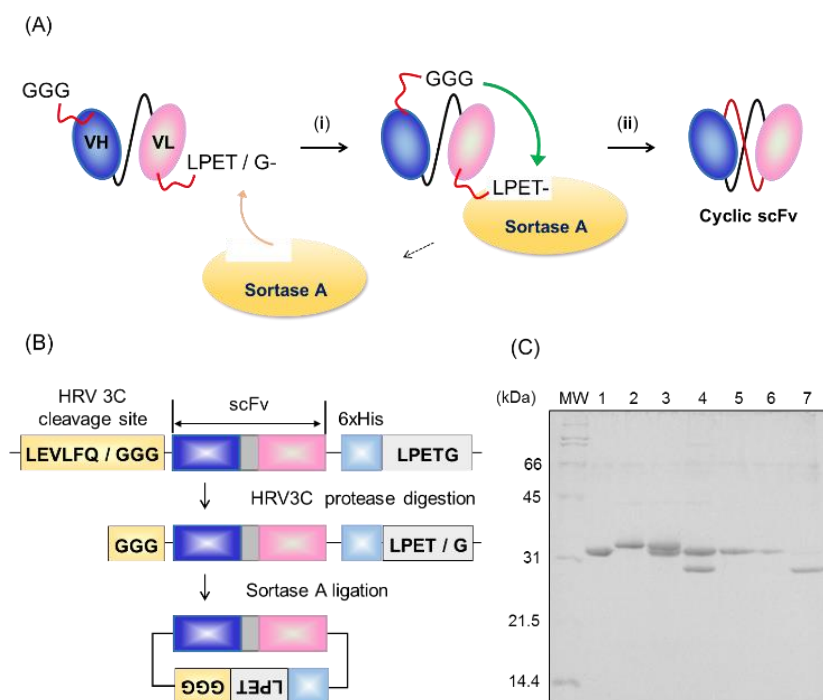 (A)
GGG
VH
VL
LPET / G-
Sortase A
(i)
GGG
LPET-
Sortase A
(ii)
Cyclic scFv
(B)
HRV 3C
cleavage site
scFv
6xHis
LEVLFQ / GGG
LPETG
HRV3C protease digestion
GGG
LPET / G
Sortase A ligation
GGG
LPET
(C)
(kDa)
MW 1 2 3 4 5 6 7
66
45
31
21.5
14.4